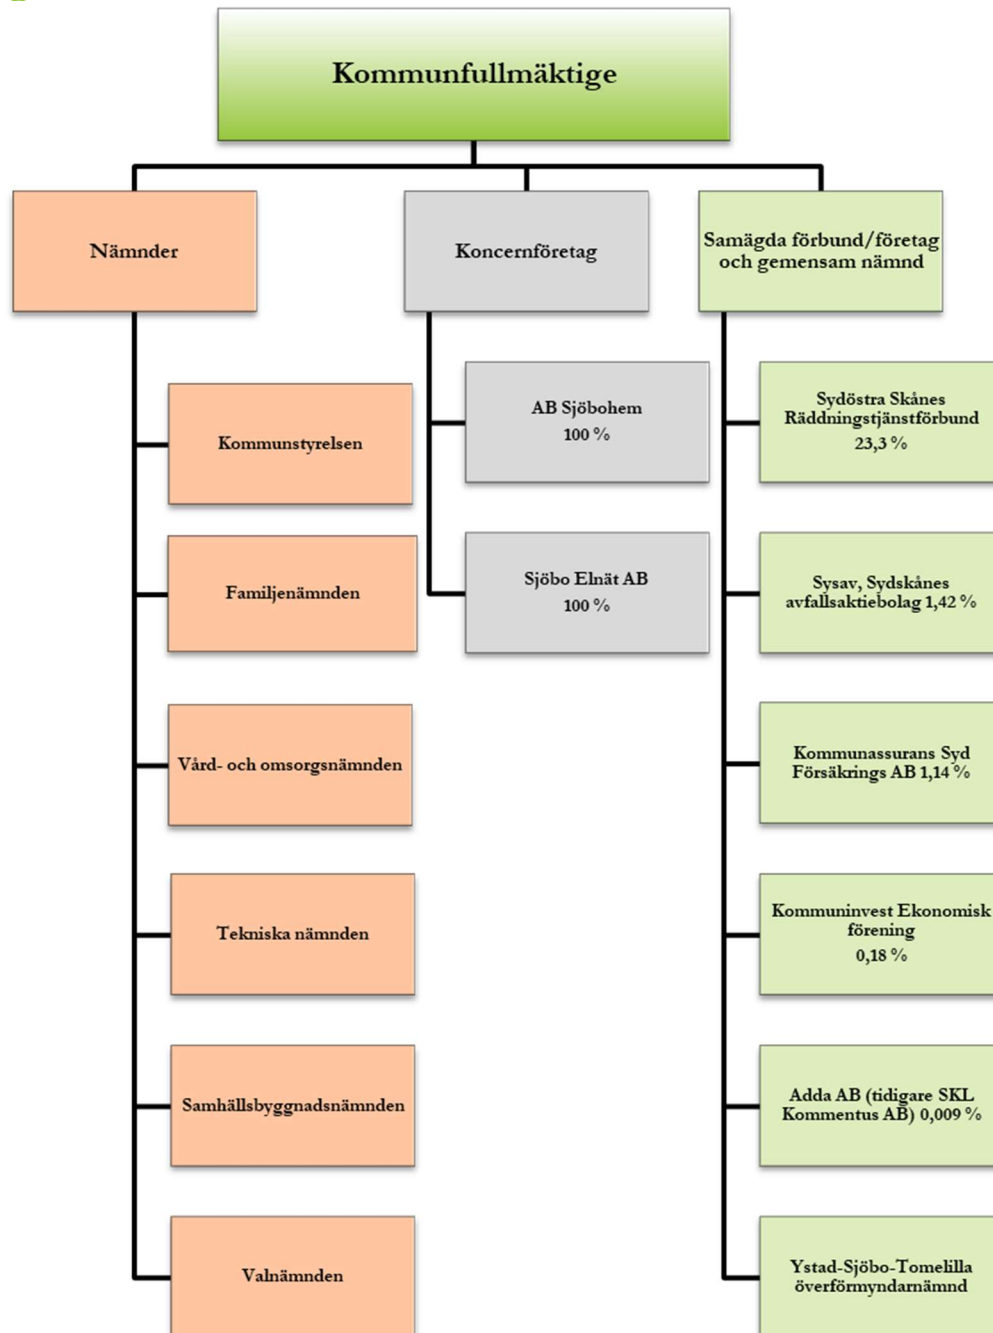 Kommunfullmäktige
Nämnder
Kommunstyrelsen
Familjenämnden
Vård- och omsorgsnämnden
Tekniska nämnden
Samhällsbyggnadsnämnden
Valnämnden
Koncernföretag
AB Sjöbohem
100 %
Sjöbo Elnät AB
100 %
Samägda förbund/företag
och gemensam nämnd
Sydöstra Skånes
Räddningstjänstförbund
23,3 %
Sysav, Sydskånes
avfallsaktiebolag 1,42 %
Kommunassurans Syd
Försäkrings AB 1,14 %
Kommuninvest Ekonomisk
förening
0,18 %
Adda AB (tidigare SKL
Kommentus AB) 0,009 %
Ystad-Sjöbo-Tomelilla
överförmyndarnämnd